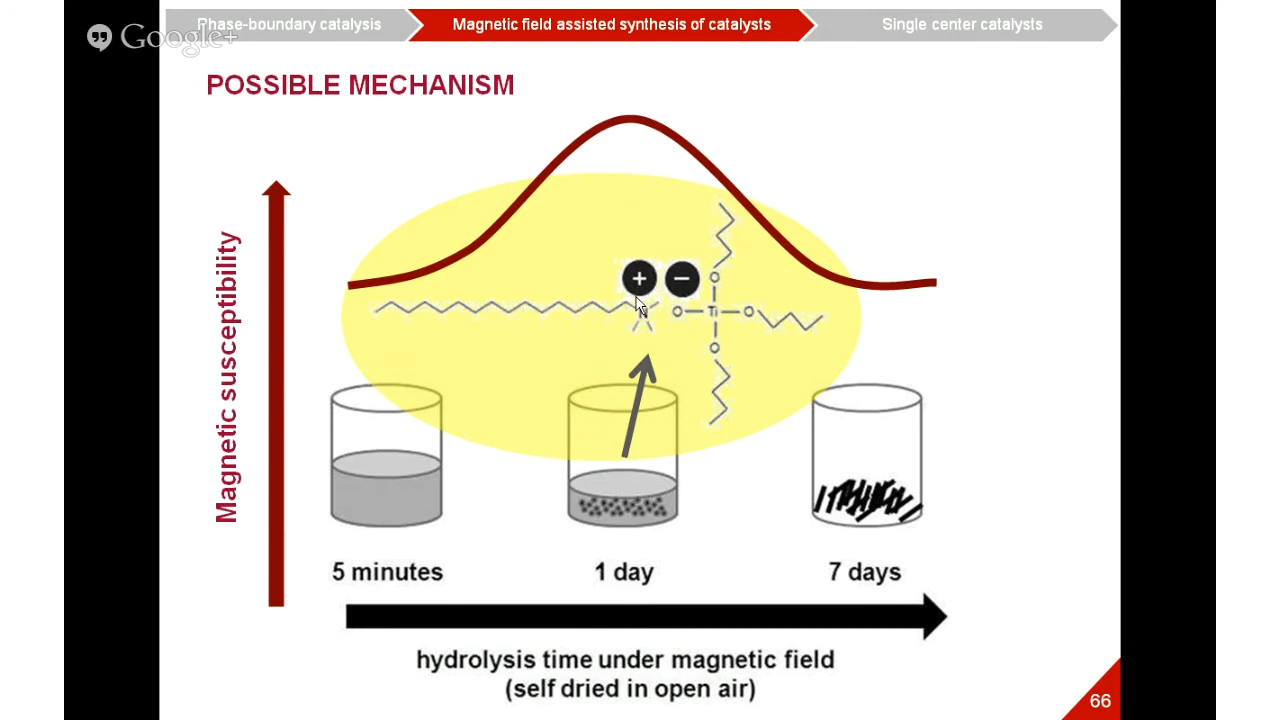 Phase-boundary catalysis
Magnetic field assisted synthesis of catalysts
Single center catalysts
Google+
POSSIBLE MECHANISM
Magnetic susceptibility
+ −
N
O Ti O
O
O
5 minutes
1 day
7 days
hydrolysis time under magnetic field
(self dried in open air)
66